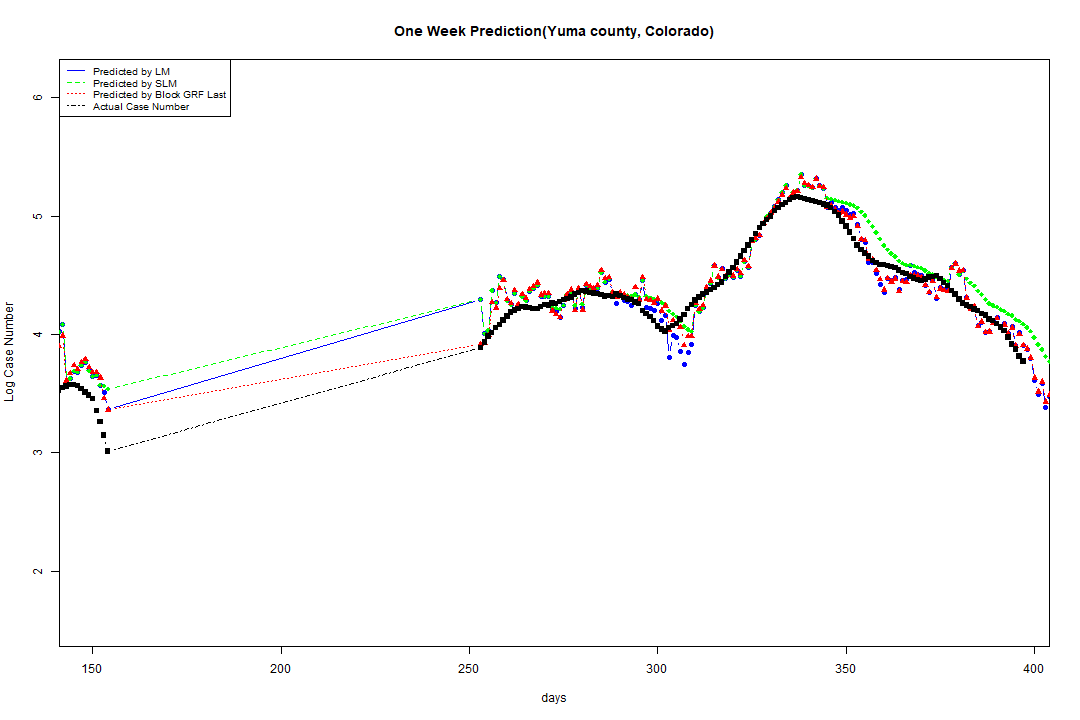 One Week Prediction(Yuma county, Colorado)
Predicted by LM
Predicted by SLM
Predicted by Block GRF Last
Actual Case Number
6
5
4
3
2
Log Case Number
150
200
250
300
350
400
days